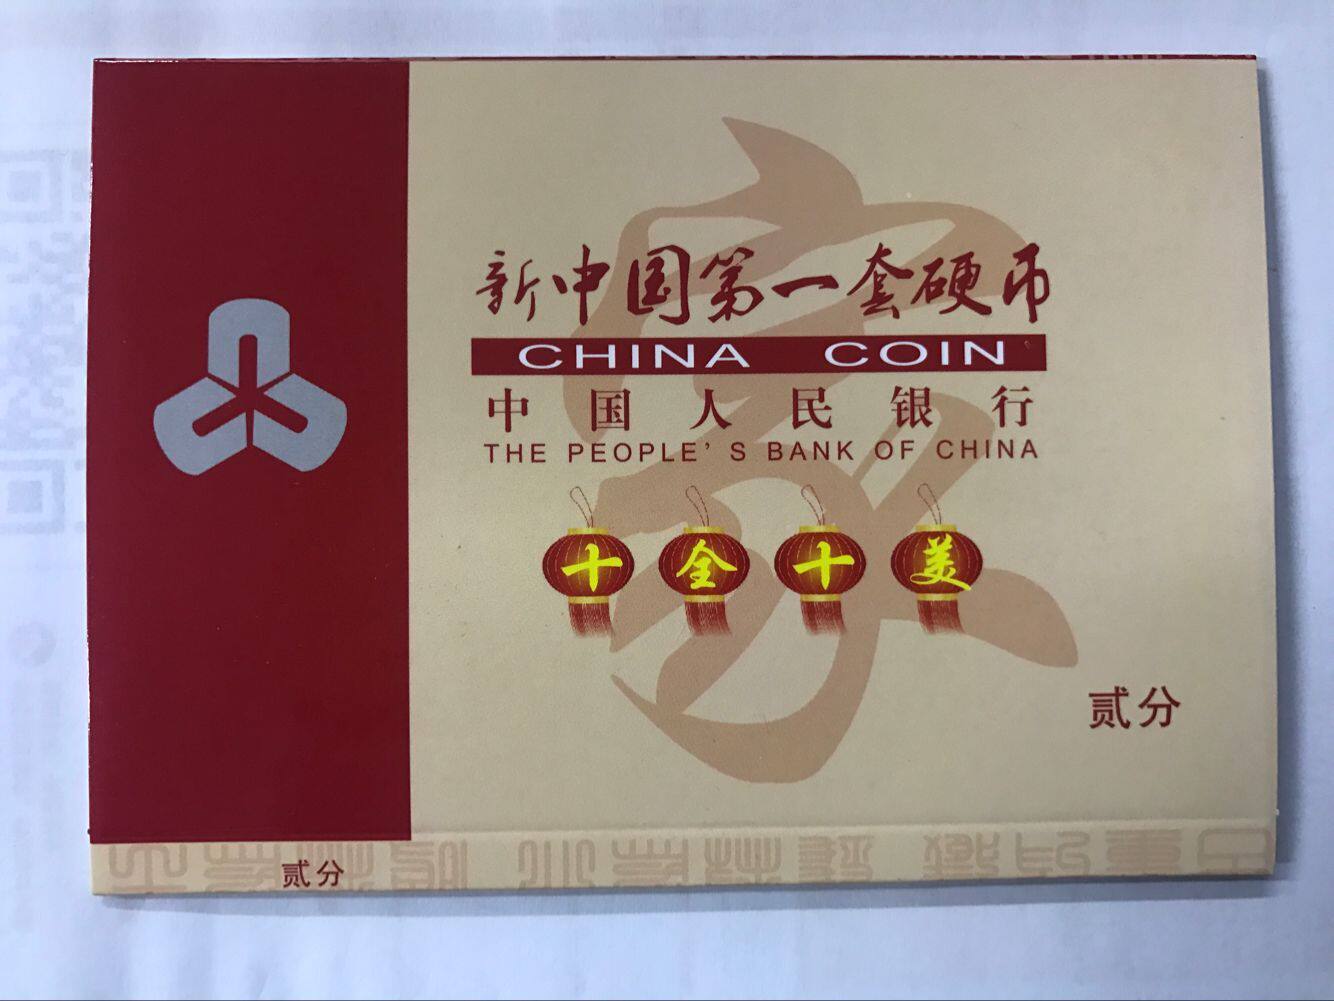 新中国第一套硬币
CHINA COIN
中国人民银行
THE PEOPLE'S BANK OF CHINA
十全十美
贰分
贰分